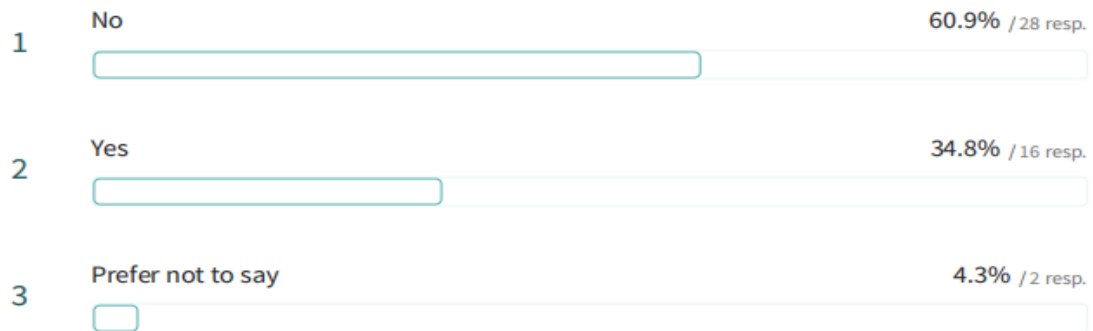 1 No 60.9% / 28 resp.
2 Yes 34.8% / 16 resp.
3 Prefer not to say 4.3% / 2 resp.